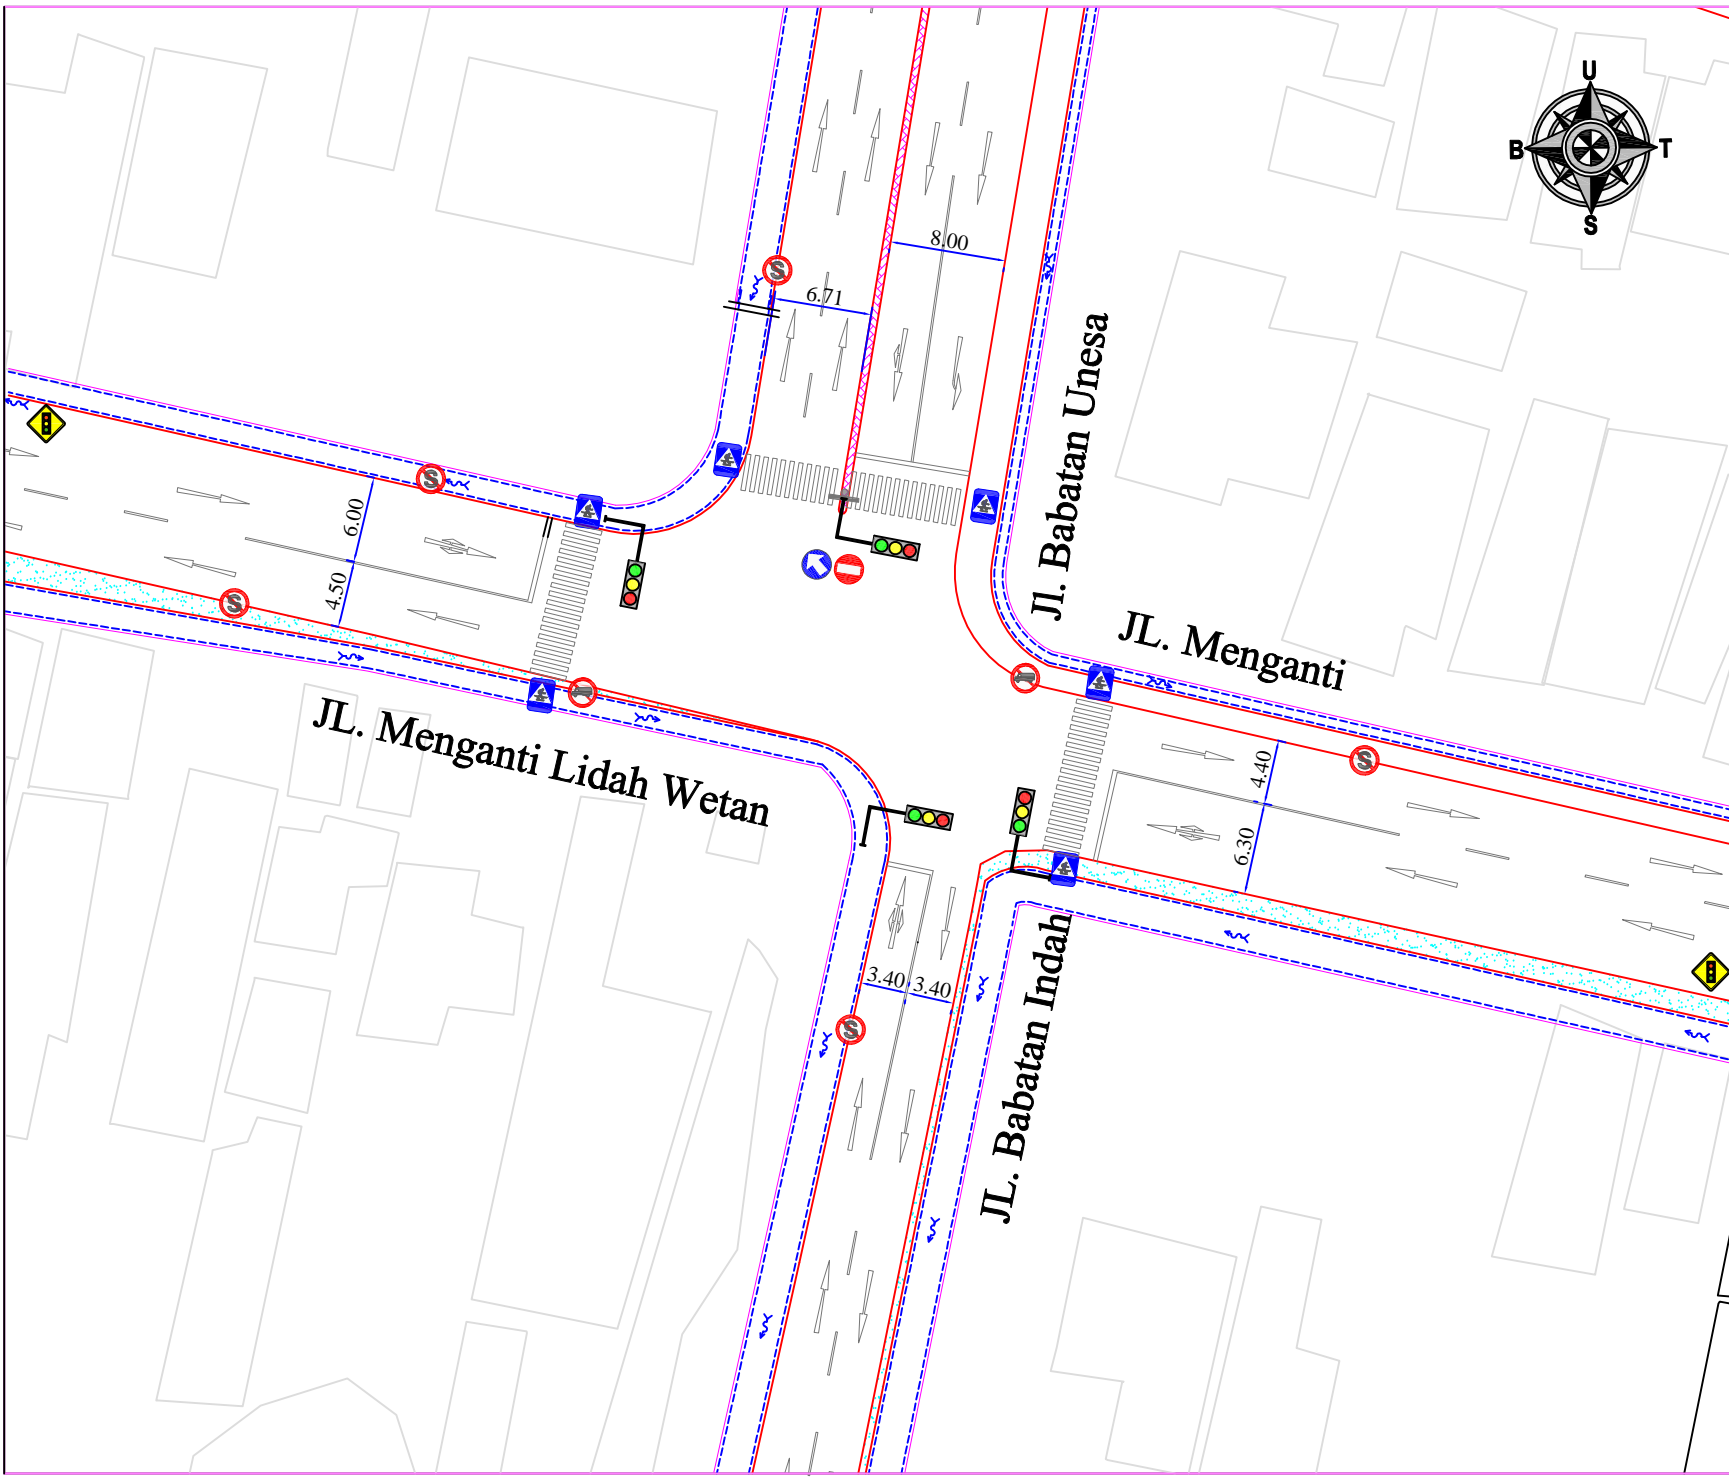 U
B
T
S
8.00
6.71
S
Jl. Babatan Unesa
S
6.00
4.50
S
JL. Menganti
JL. Menganti Lidah Wetan
4.40
S
6.30
3.40
3.40
JL. Babatan Indah
S